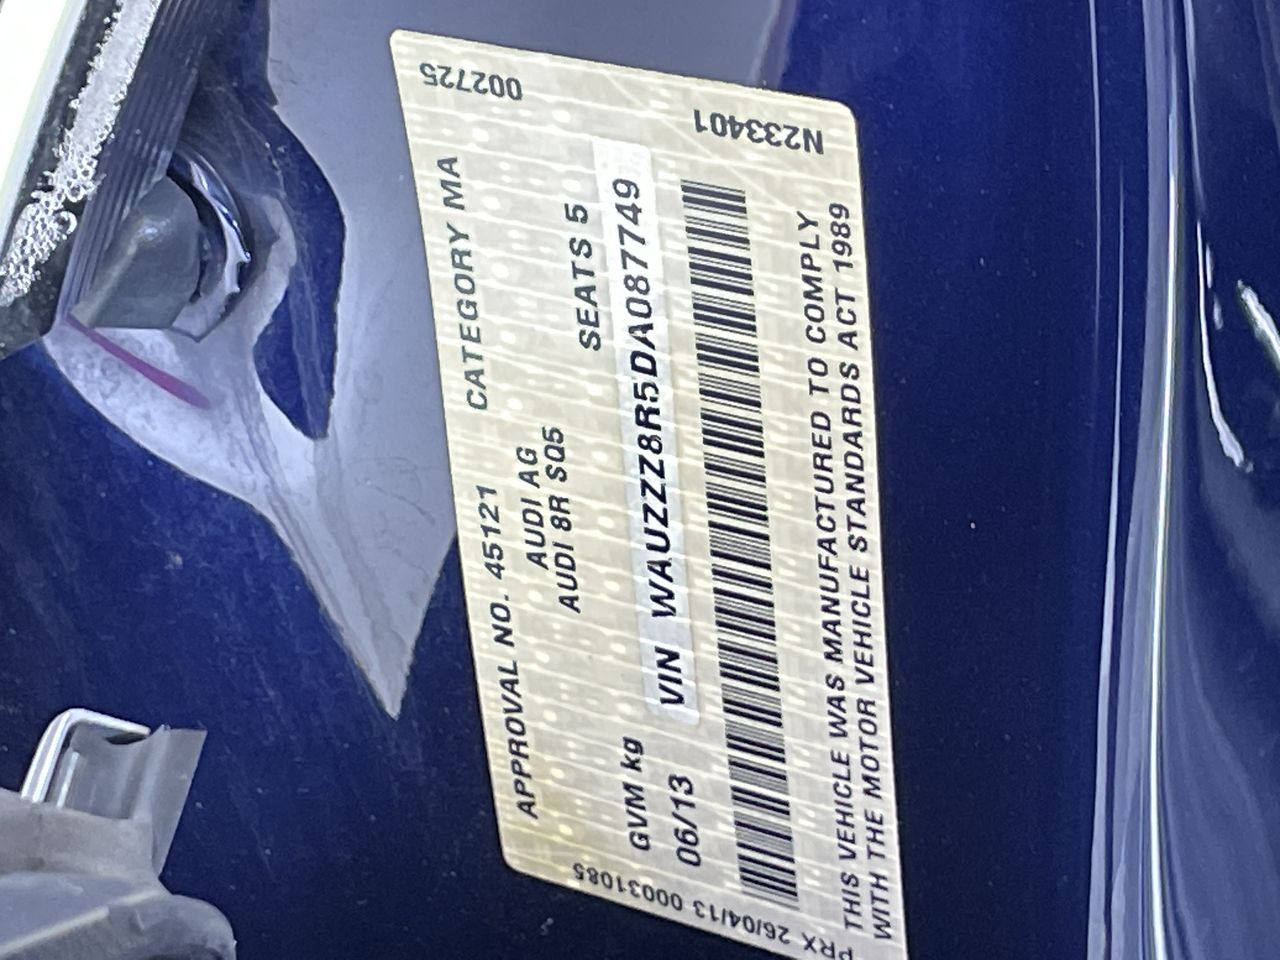 002725
N233401
APPROVAL NO. 45121 CATEGORY MA
AUDI AG
AUDI 8R SQ5 SEATS 5
GVM kg
VIN WAUZZZ8R5DA087749
06/13
THIS VEHICLE WAS MANUFACTURED TO COMPLY
WITH THE MOTOR VEHICLE STANDARDS ACT 1989
PRX 26/04/13 00031085